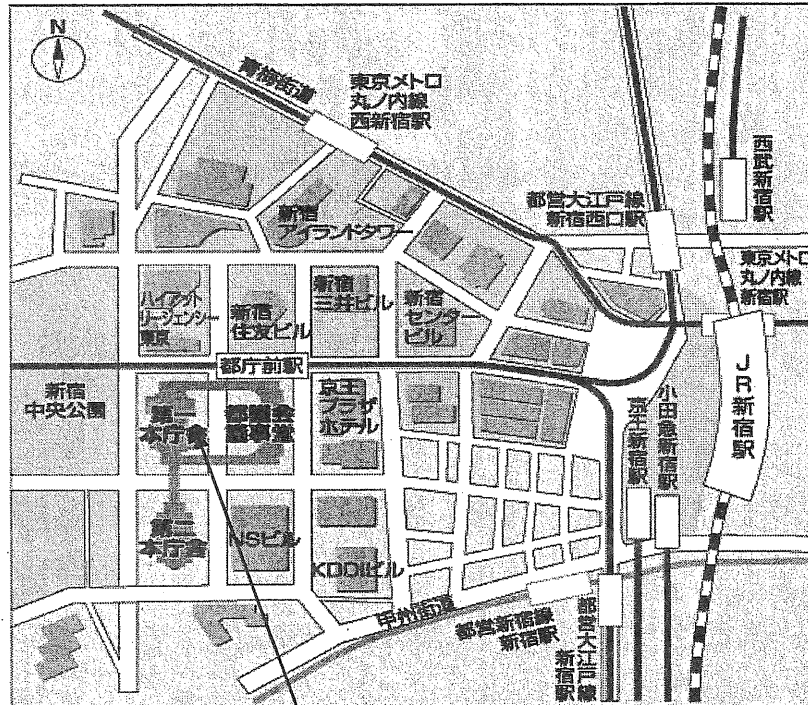 N
青梅街道
東京メトロ
丸ノ内線
西新宿駅
西武新宿駅
都営大江戸線
新宿西口駅
新宿
アイランドタワー
東京メトロ
丸ノ内線
新宿駅
ハイアット
リージェンシー
東京
新宿
住友ビル
新宿
三井ビル
新宿
センター
ビル
都庁前駅
新宿
中央公園
第一
本庁舎
都議会
議事堂
京王
プラザ
ホテル
JR新宿駅
小田急新宿駅
京王新宿駅
第二
本庁舎
NSビル
KDDIビル
甲州街道
都営新宿線
新宿駅
都営大江戸線
新宿駅